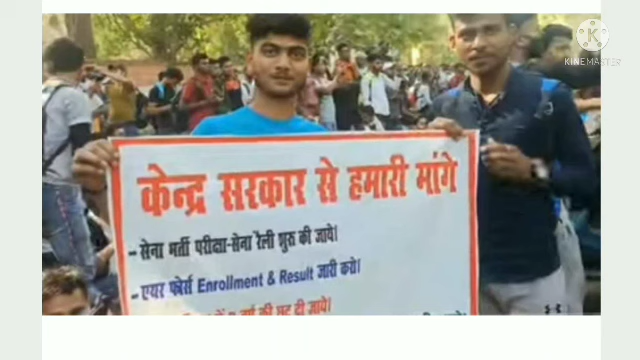 KINEMASTER
केन्द्र सरकार से हमारी मांगे
- सेना भर्ती परीक्षा-सेना रैली शुरु की जाये।
- एयर फोर्स Enrollment & Result जारी करो।
की छूट दी जाये।